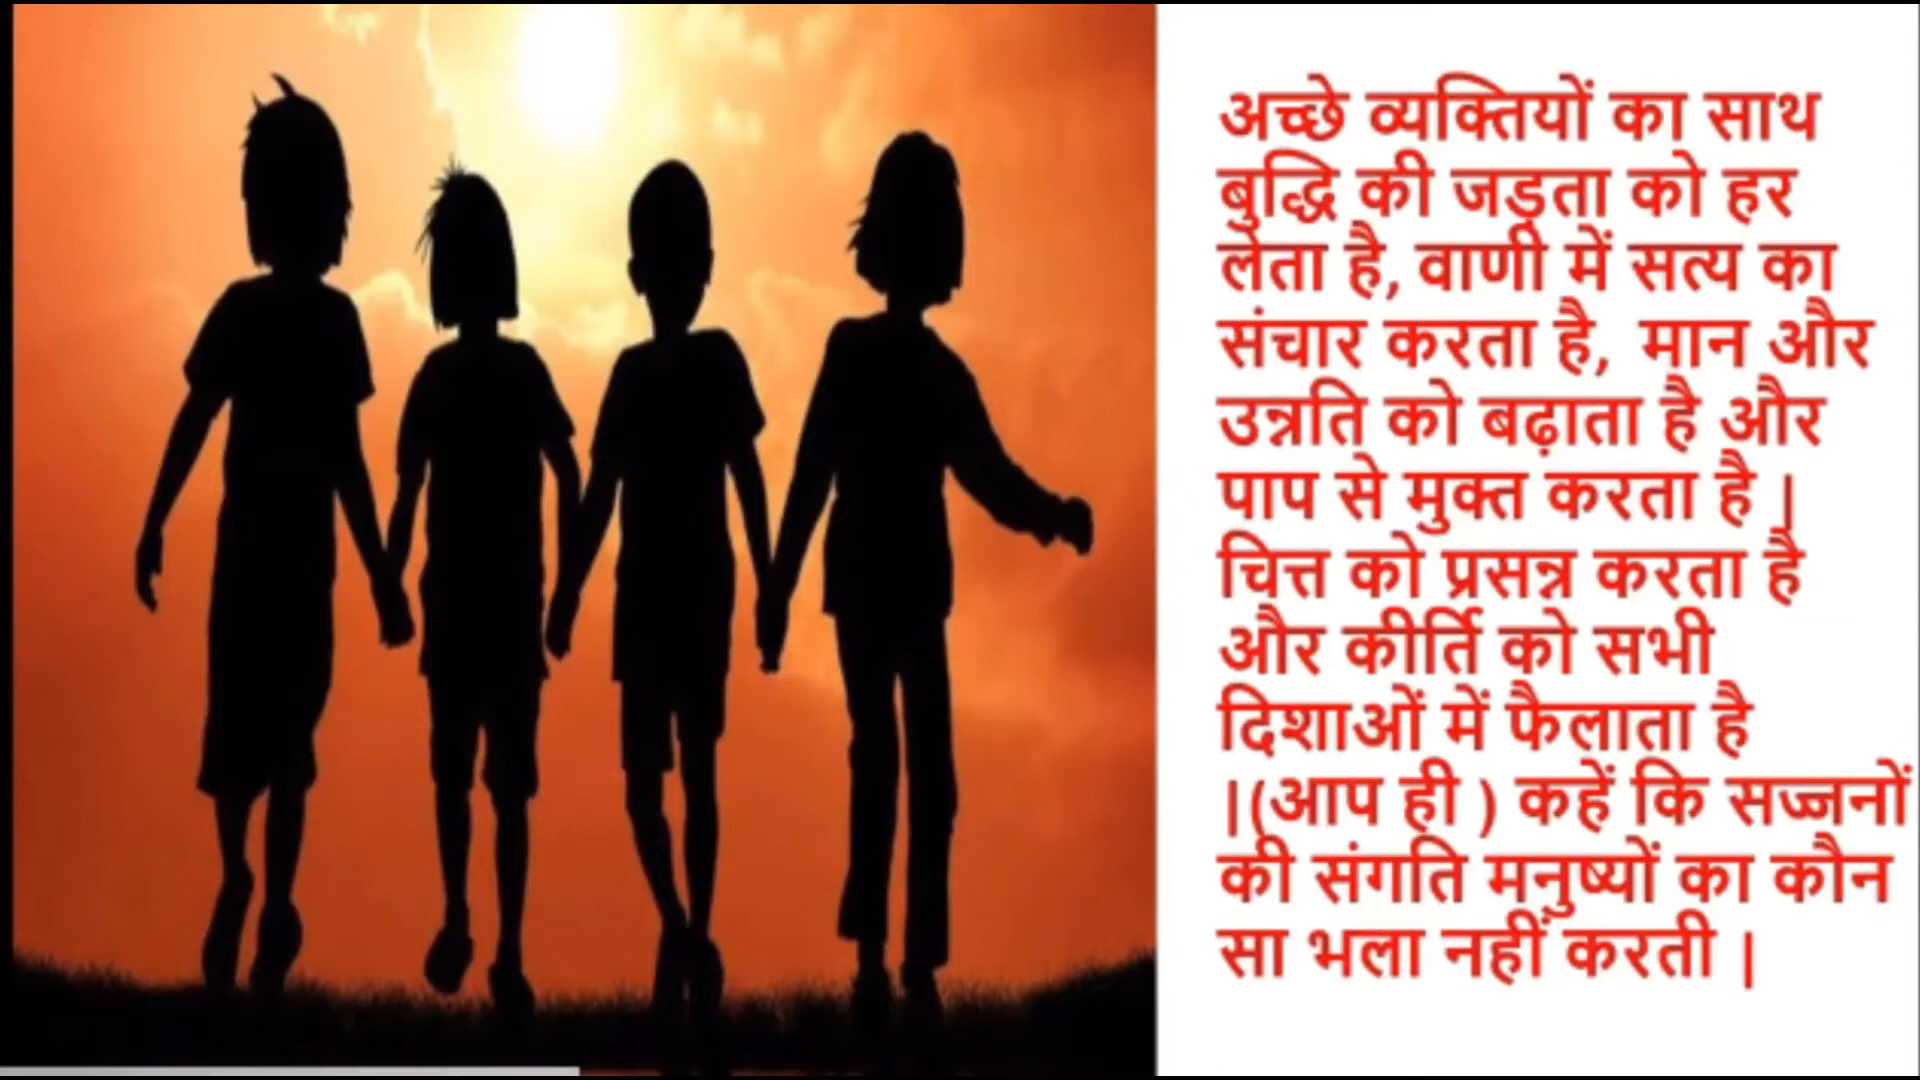 अच्छे व्यक्तियों का साथ
बुद्धि की जड़ता को हर
लेता है, वाणी में सत्य का
संचार करता है, मान और
उन्नति को बढ़ाता है और
पाप से मुक्त करता है |
चित्त को प्रसन्न करता है
और कीर्ति को सभी
दिशाओं में फैलाता है
|(आप ही ) कहें कि सज्जनों
की संगति मनुष्यों का कौन
सा भला नहीं करती |